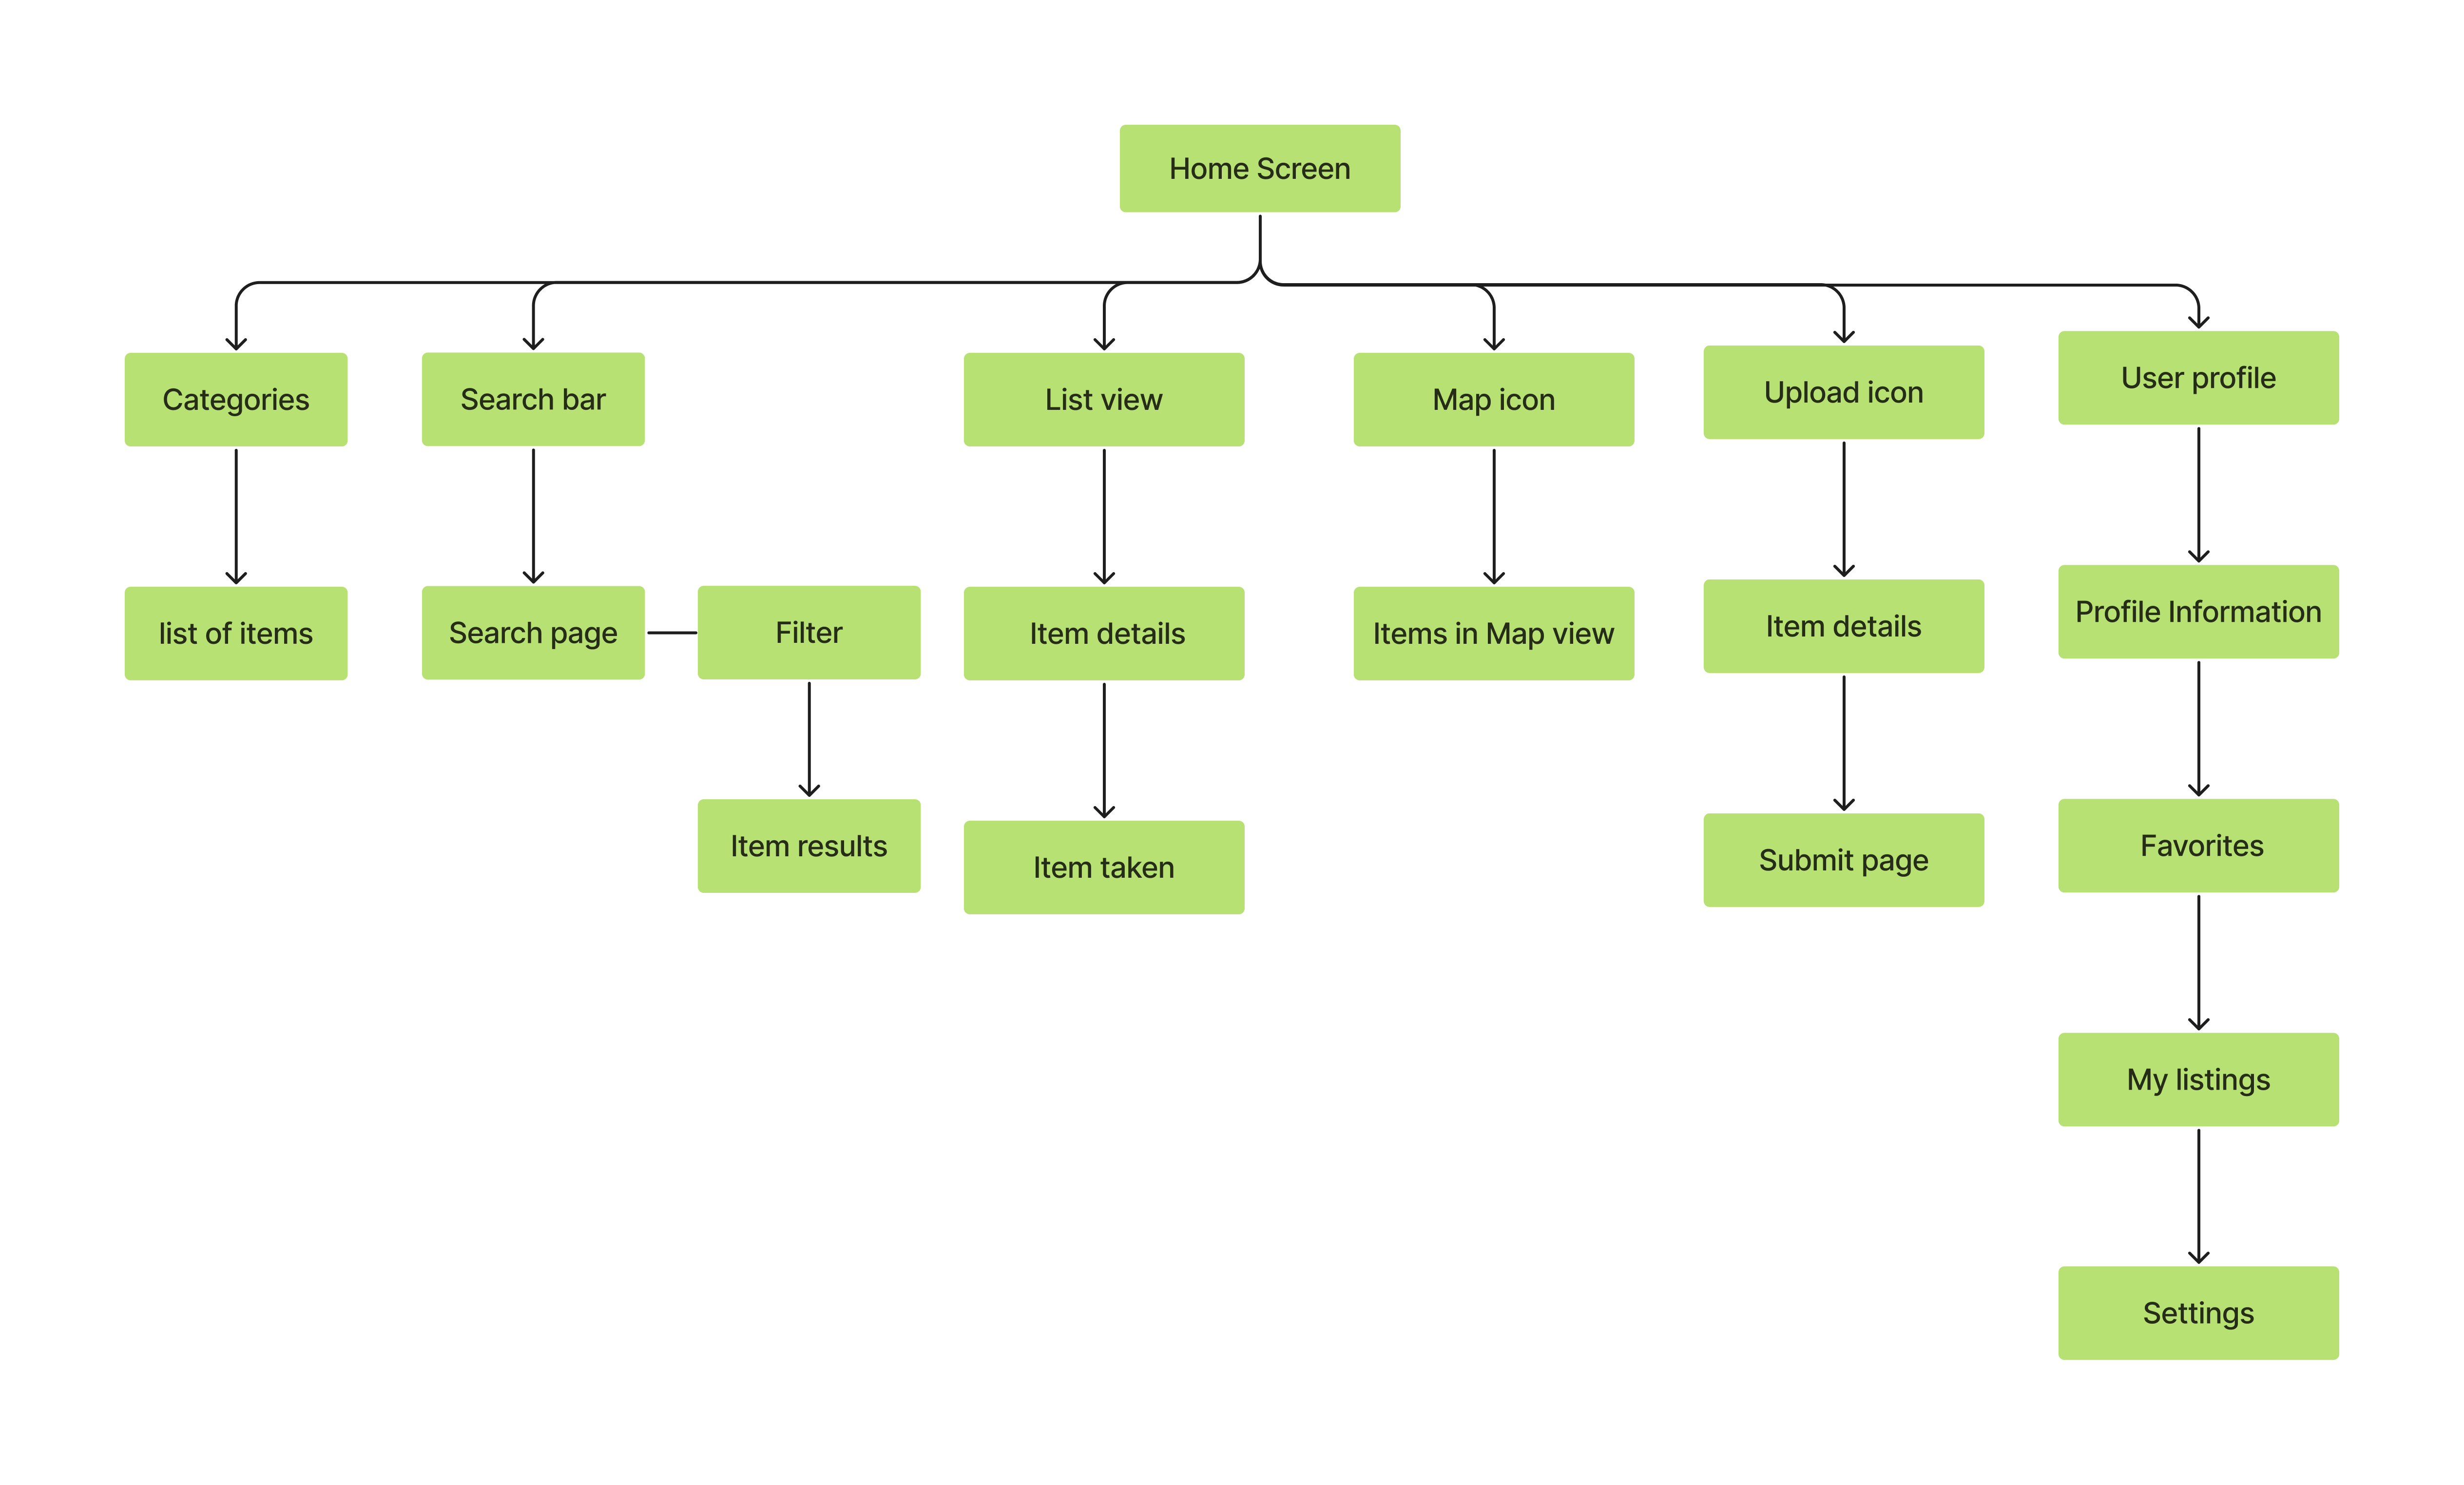 Home Screen
Categories
Search bar
List view
Map icon
Upload icon
User profile
list of items
Search page
Filter
Item details
Items in Map view
Item details
Profile Information
Item results
Item taken
Submit page
Favorites
My listings
Settings